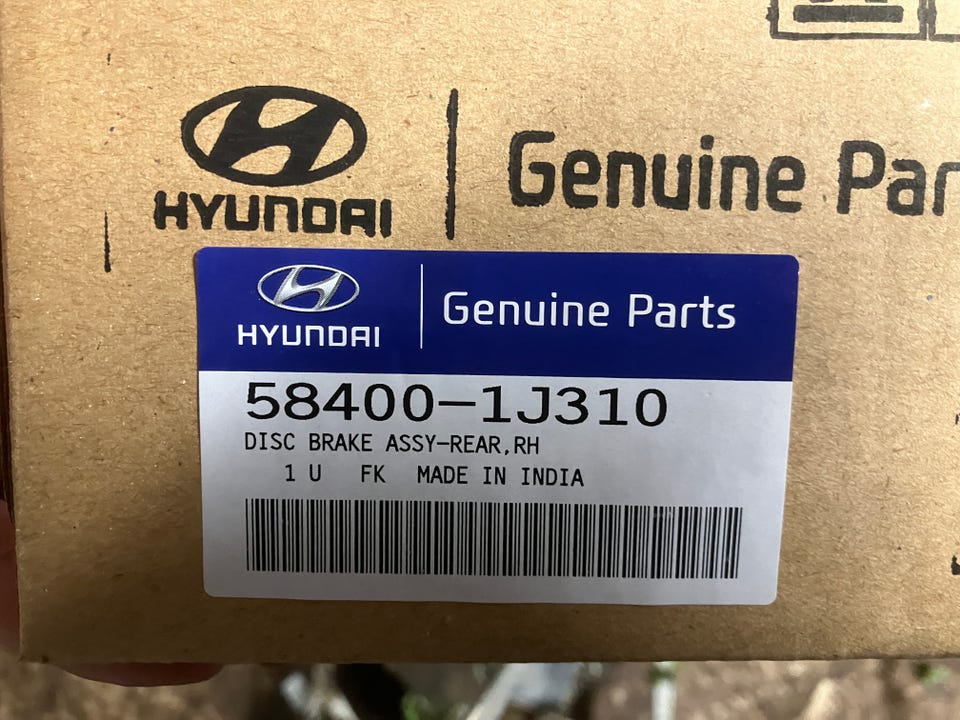 HYUNDAI
Genuine Par
HYUNDAI
Genuine Parts
58400-1J310
DISC BRAKE ASSY-REAR,RH
1 U FK MADE IN INDIA